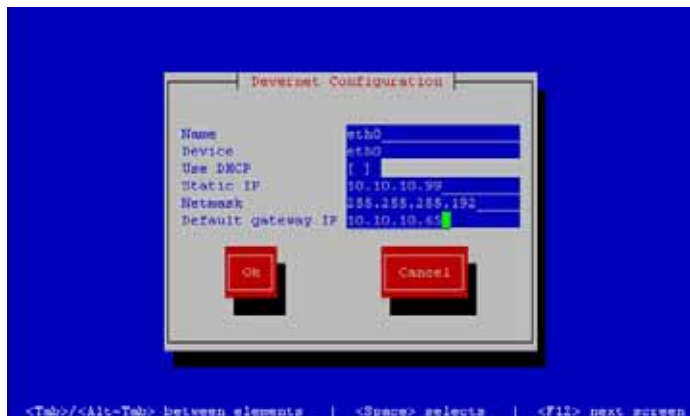 Devernet Configuration
Name eth0
Device eth0
Use DHCP [ ]
Static IP 10.10.10.99
Netmask 255.255.255.192
Default gateway IP 10.10.10.65
Ok Cancel
<Tab>/<Alt-Tab> between elements | <Space> selects | <F12> next screen